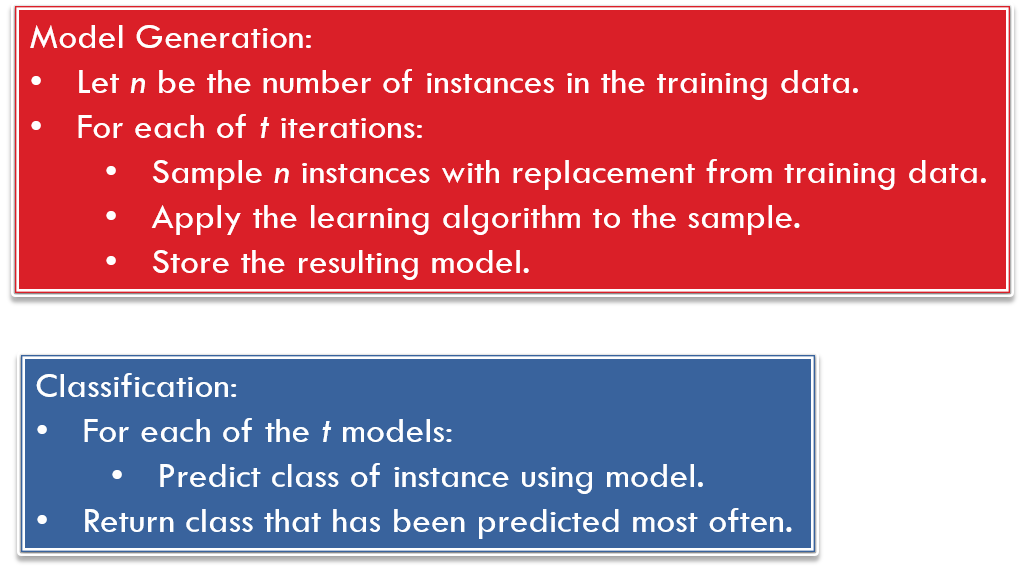 Model Generation:
• Let n be the number of instances in the training data.
• For each of t iterations:
• Sample n instances with replacement from training data.
• Apply the learning algorithm to the sample.
• Store the resulting model.
Classification:
• For each of the t models:
• Predict class of instance using model.
• Return class that has been predicted most often.